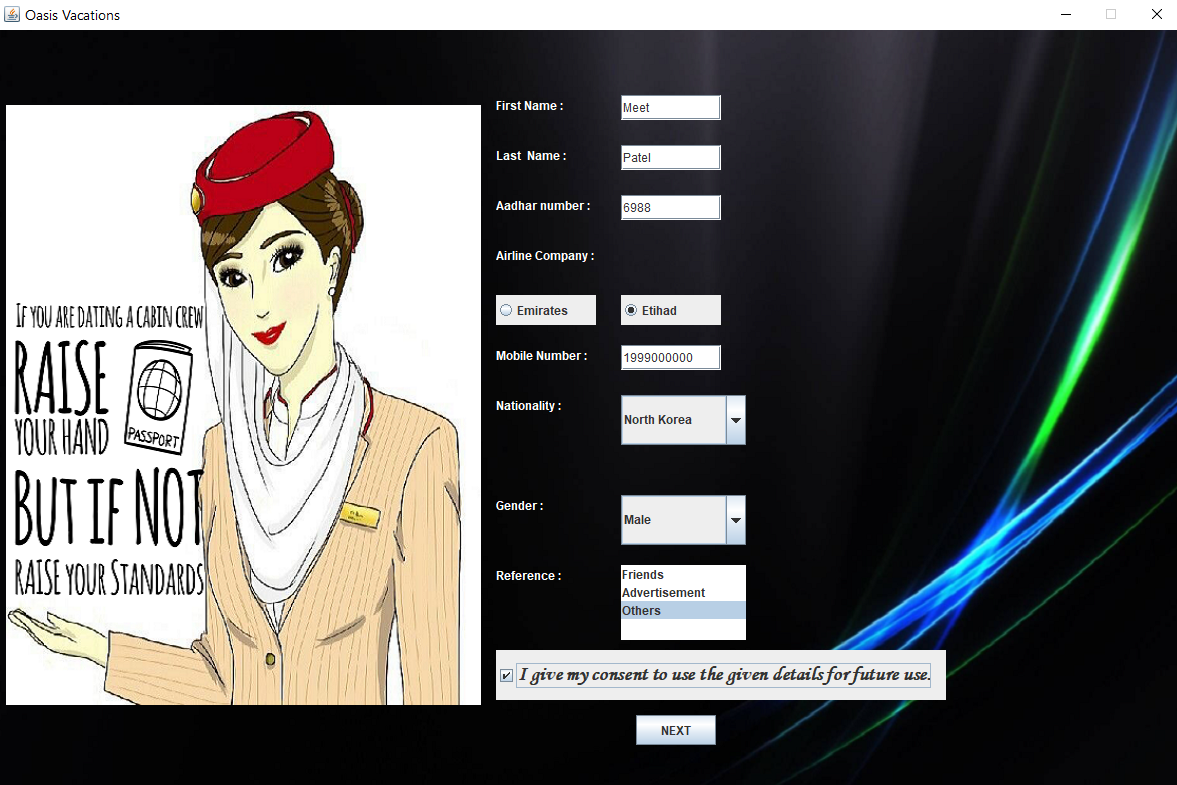 Oasis Vacations
First Name :
Meet
Last Name :
Patel
Aadhar number :
6988
Airline Company :
Emirates
Etihad
Mobile Number :
1999000000
Nationality :
North Korea
Gender :
Male
Reference :
Friends
Advertisement
Others
I give my consent to use the given details for future use.
NEXT
IF YOU ARE DATING A CABIN CREW
RAISE
YOUR HAND
PASSPORT
BUT IF NOT
RAISE YOUR STANDARDS